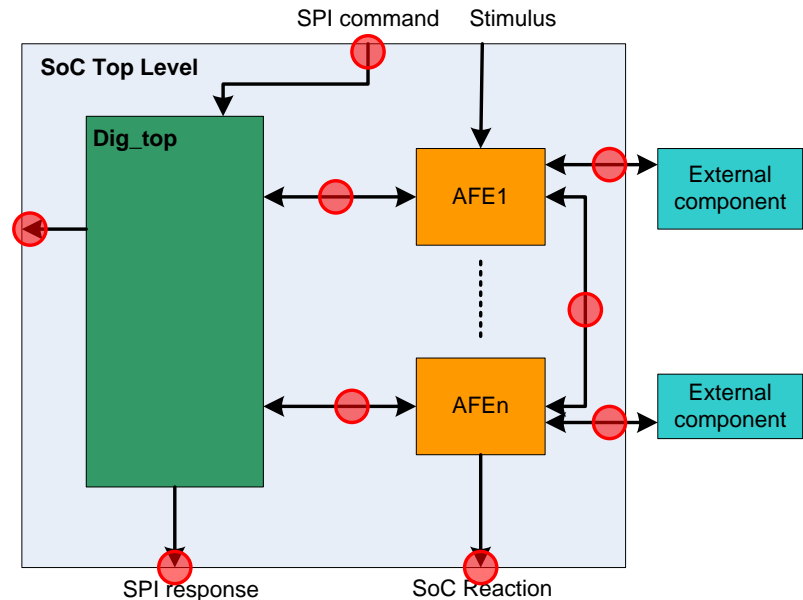 SPI command
Stimulus
SoC Top Level
Dig_top
AFE1
External
component
AFEn
External
component
SPI response
SoC Reaction